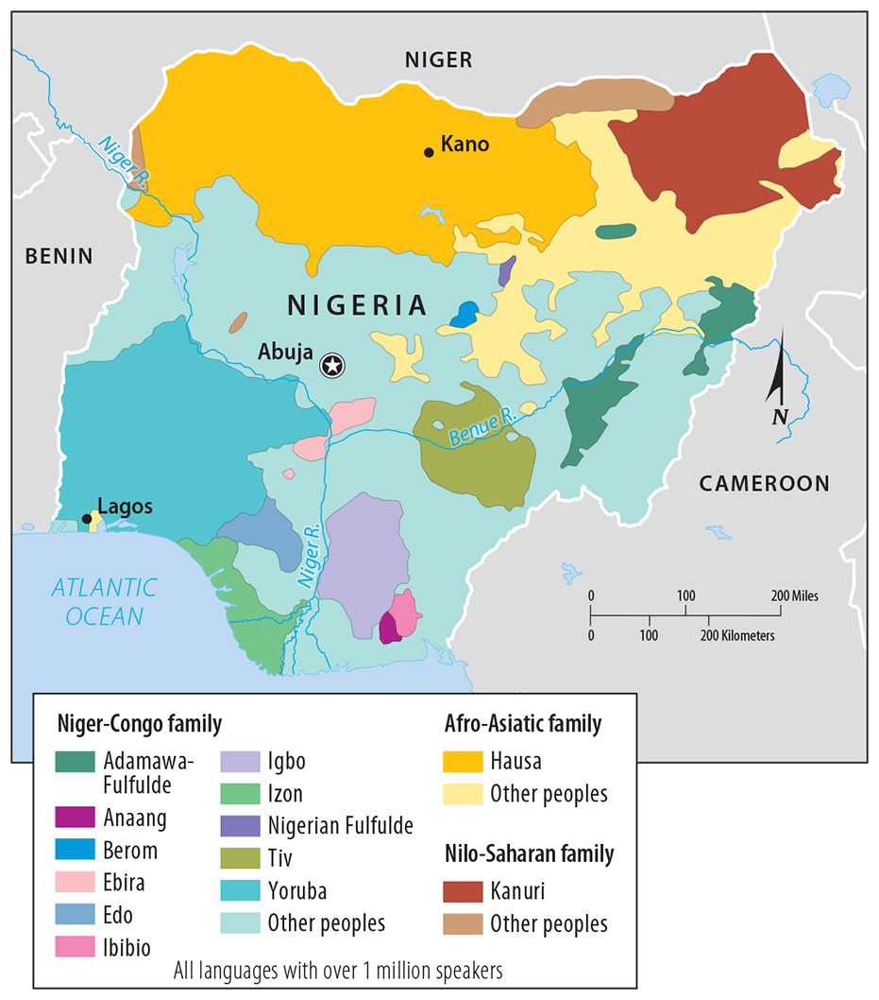 NIGER
Kano
Niger R.
BENIN
NIGERIA
Abuja
Benue R.
N
CAMEROON
Lagos
Niger R.
ATLANTIC
OCEAN
0 100 200 Miles
0 100 200 Kilometers
Niger-Congo family
Adamawa-
Fulfulde
Anaang
Berom
Ebira
Edo
Ibibio
Igbo
Izon
Nigerian Fulfulde
Tiv
Yoruba
Other peoples
Afro-Asiatic family
Hausa
Other peoples
Nilo-Saharan family
Kanuri
Other peoples
All languages with over 1 million speakers